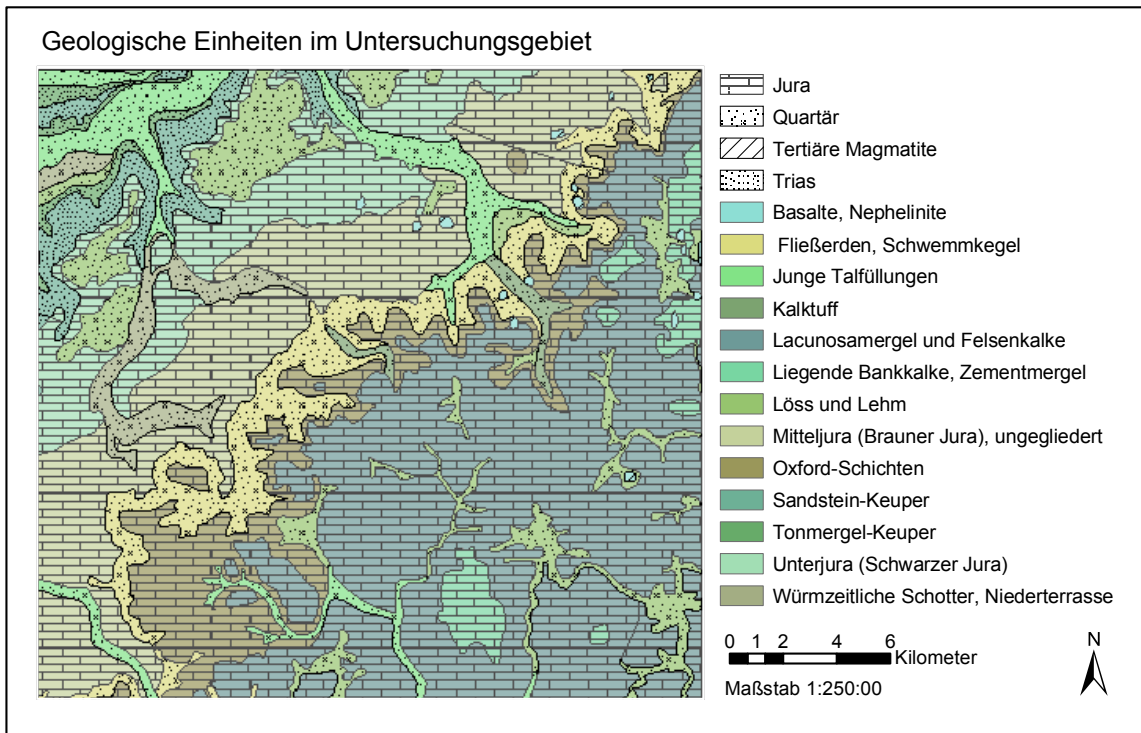 Geologische Einheiten im Untersuchungsgebiet
Jura
Quartär
Tertiäre Magmatite
Trias
Basalte, Nephelinite
Fließerden, Schwemmkegel
Junge Talfüllungen
Kalktuff
Lacunosamergel und Felsenkalke
Liegende Bankkalke, Zementmergel
Löss und Lehm
Mitteljura (Brauner Jura), ungegliedert
Oxford-Schichten
Sandstein-Keuper
Tonmergel-Keuper
Unterjura (Schwarzer Jura)
Würmzeitliche Schotter, Niederterrasse
0 1 2 4 6
Kilometer
Maßstab 1:250:00
N